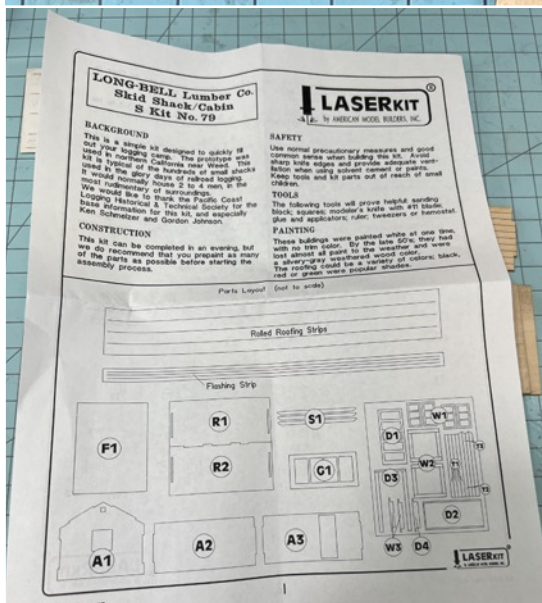 LONG-BELL Lumber Co.
Skid Shack/Cabin
S Kit No. 79
LASERKIT
®
by AMERICAN MODEL BUILDERS, INC.
BACKGROUND
This is a simple kit designed to quickly fill
out your logging camp. The prototype was
used in northern California near Weed. This
kit is typical of the hundreds of small shacks
used in the glory days of railroad logging.
It would normally house 2 to 4 men, in the
most rudimentary of surroundings.
We would like to thank the Pacific Coast
Logging Historical & Technical Society for the
base information for this kit, and especially
Ken Schmelzer and Gordon Johnson.
CONSTRUCTION
This kit can be completed in an evening, but
we do recommend that you prepaint as many
of the parts as possible before starting the
assembly process.
SAFETY
Use normal precautionary measures and good
common sense when building this kit. Avoid
sharp knife edges and provide adequate vent-
ilation when using solvent cement or paints.
Keep tools and kit parts out of reach of small
children.
TOOLS
The following tools will prove helpful: sanding
block; squares; modeler's knife with #11 blade;
glue and applicators; ruler; tweezers or hemostat.
PAINTING
These buildings were painted white at one time,
with no trim color. By the late 50's, they had
lost almost all paint to the weather and were
a silvery-gray weathered wood color.
The roofing could be a variety of colors; black,
red or green were popular shades.
Parts Layout (not to scale)
Rolled Roofing Strips
Flashing Strip
F1
R1
R2
S1
G1
D1
W1
W2
T1
D3
D2
W3
D4
A1
A2
A3
LASERKIT